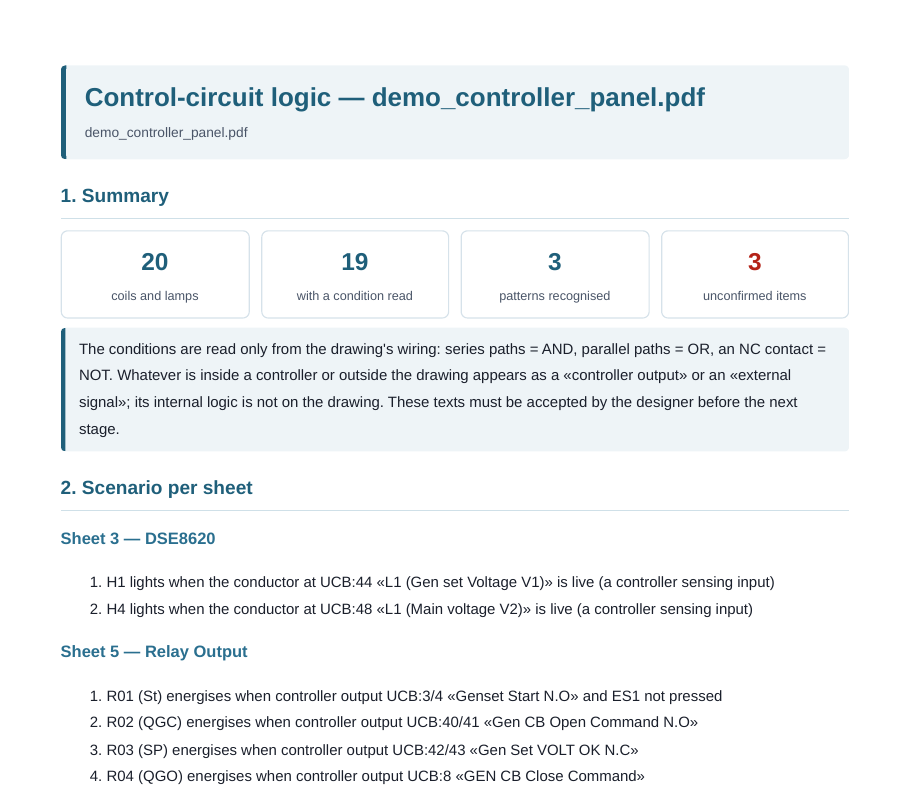 Control-circuit logic — demo_controller_panel.pdf
demo_controller_panel.pdf
1. Summary
20
coils and lamps
19
with a condition read
3
patterns recognised
3
unconfirmed items
The conditions are read only from the drawing's wiring: series paths = AND, parallel paths = OR, an NC contact =
NOT. Whatever is inside a controller or outside the drawing appears as a «controller output» or an «external
signal»; its internal logic is not on the drawing. These texts must be accepted by the designer before the next
stage.
2. Scenario per sheet
Sheet 3 — DSE8620
1. H1 lights when the conductor at UCB:44 «L1 (Gen set Voltage V1)» is live (a controller sensing input)
2. H4 lights when the conductor at UCB:48 «L1 (Main voltage V2)» is live (a controller sensing input)
Sheet 5 — Relay Output
1. R01 (St) energises when controller output UCB:3/4 «Genset Start N.O» and ES1 not pressed
2. R02 (QGC) energises when controller output UCB:40/41 «Gen CB Open Command N.O»
3. R03 (SP) energises when controller output UCB:42/43 «Gen Set VOLT OK N.C»
4. R04 (QGO) energises when controller output UCB:8 «GEN CB Close Command»